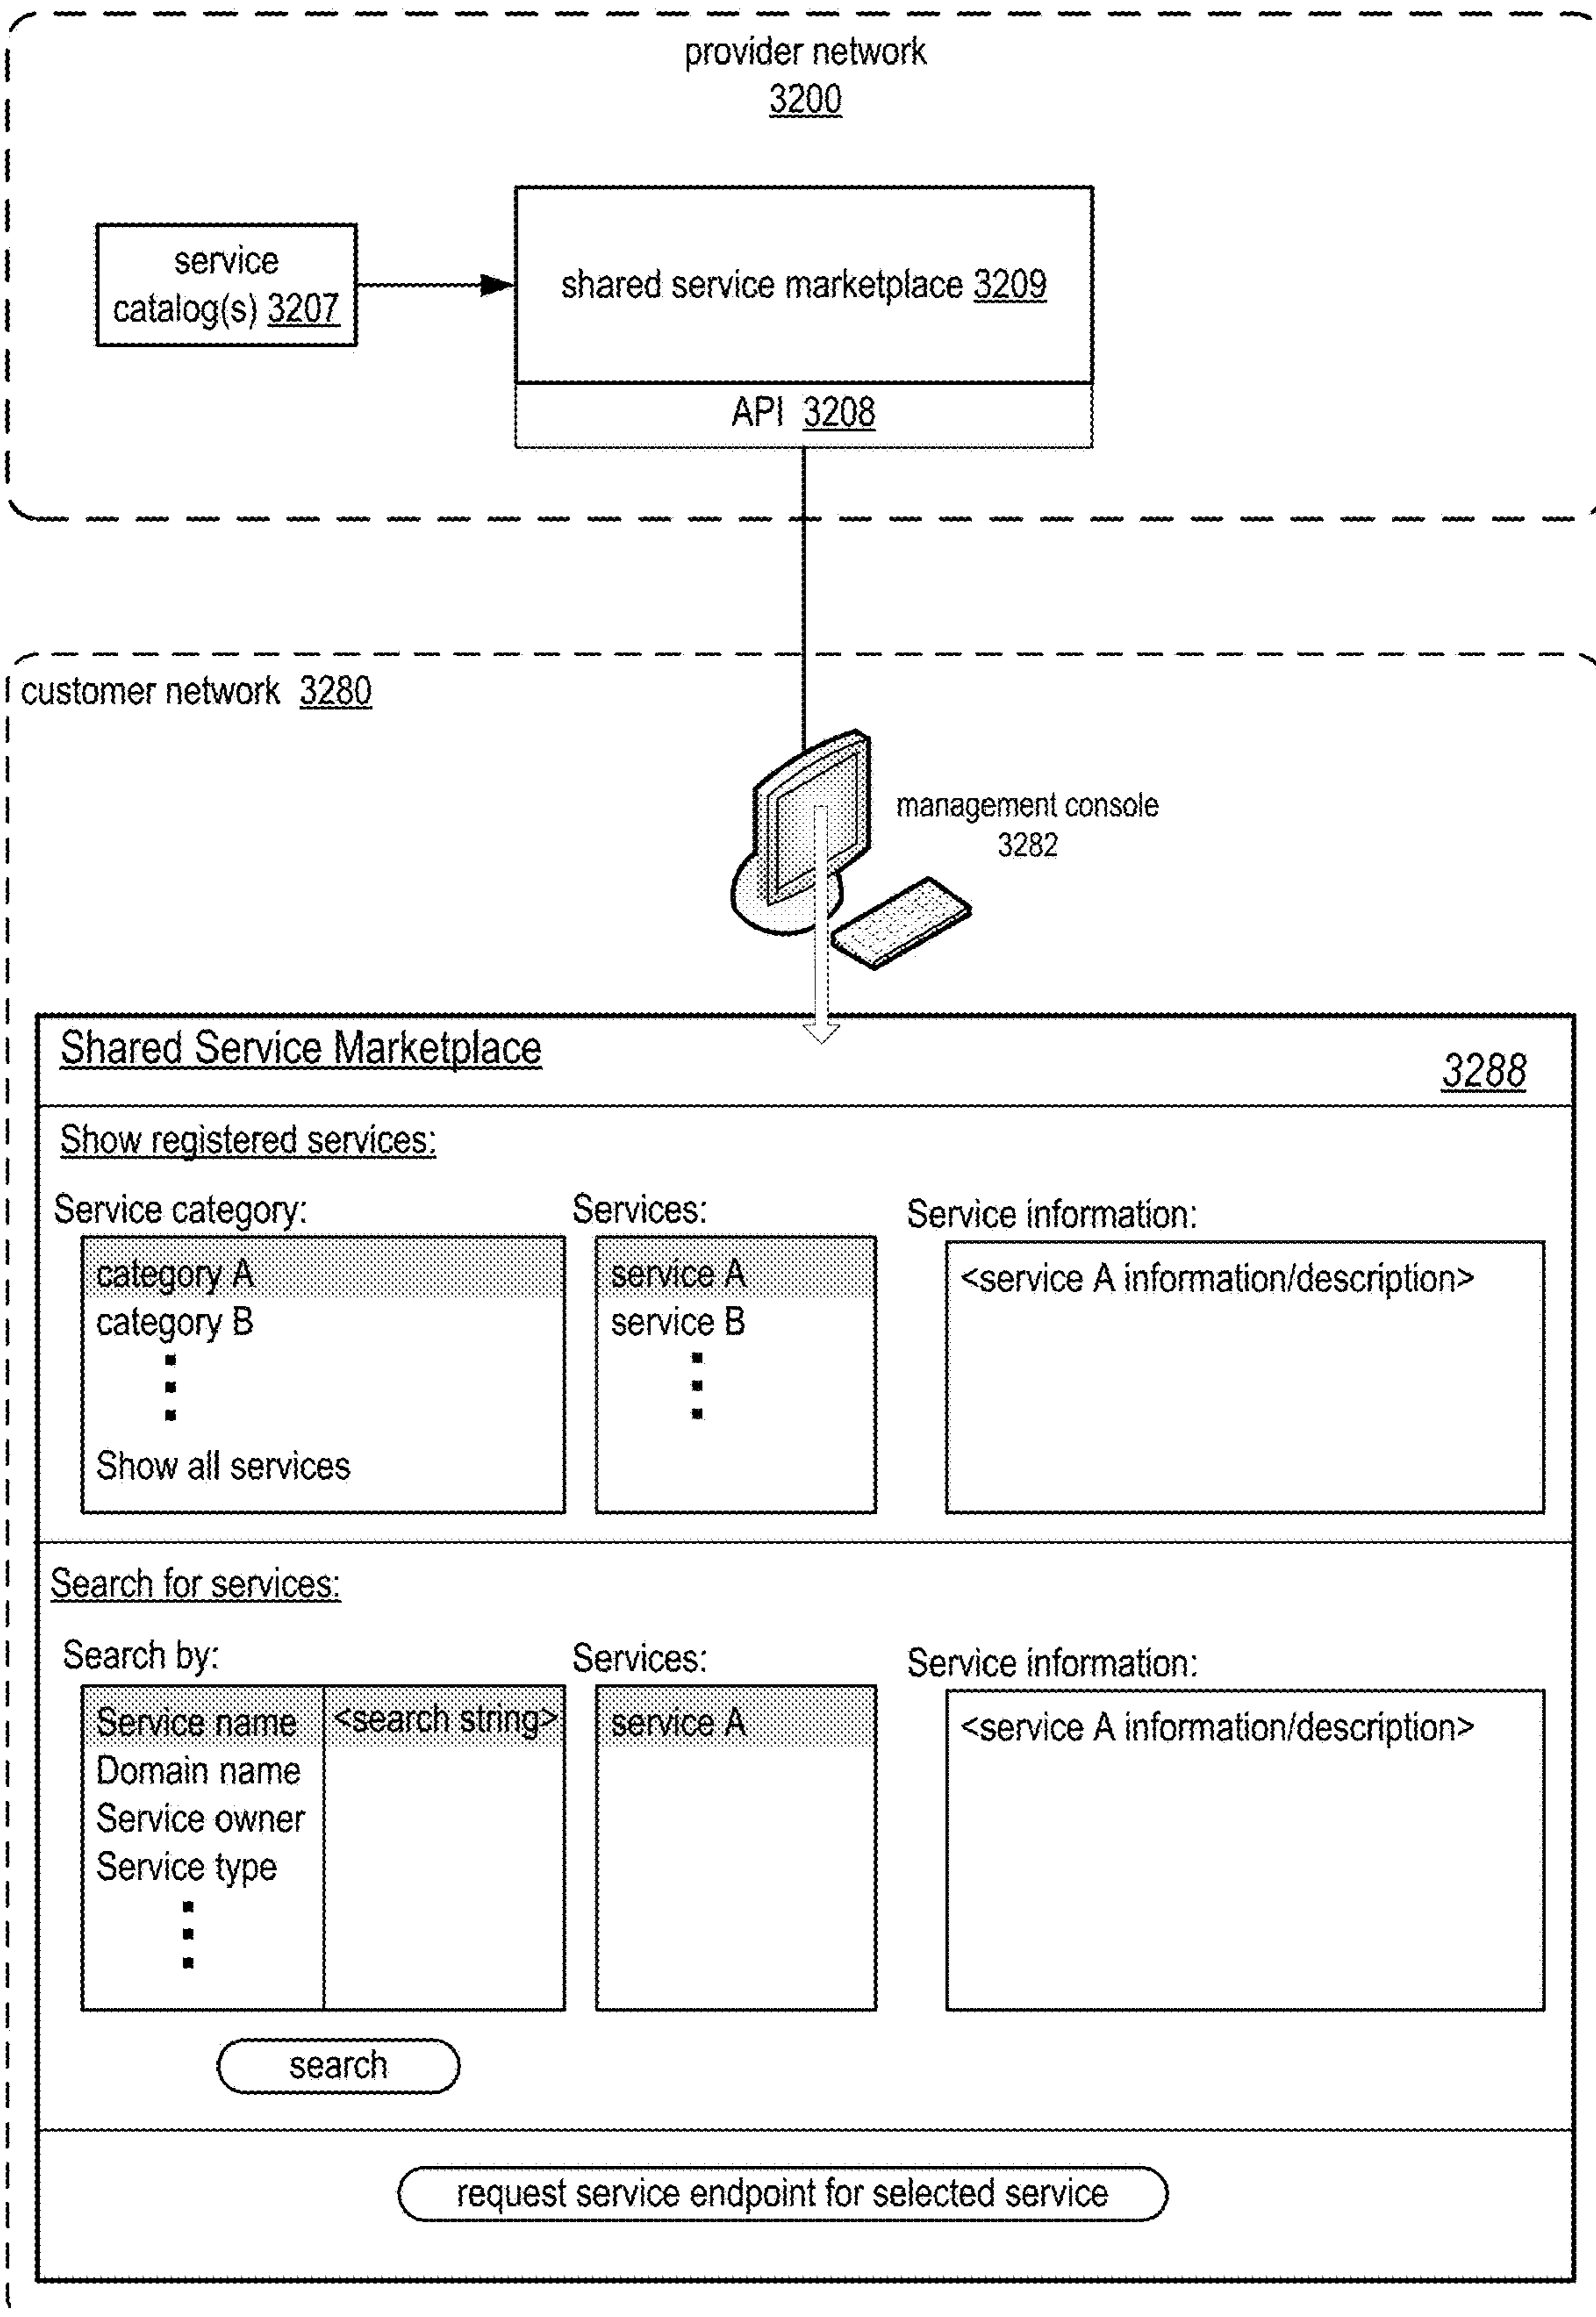 provider network
3200
service
catalog(s) 3207
shared service marketplace 3209
API 3208
customer network 3280
management console
3282
Shared Service Marketplace
3288
Show registered services:
Service category:
Services:
Service information:
category A
category B
Show all services
service A
service B
<service A information/description>
Search for services:
Search by:
Services:
Service information:
Service name
<search string>
Domain name
Service owner
Service type
service A
<service A information/description>
search
request service endpoint for selected service